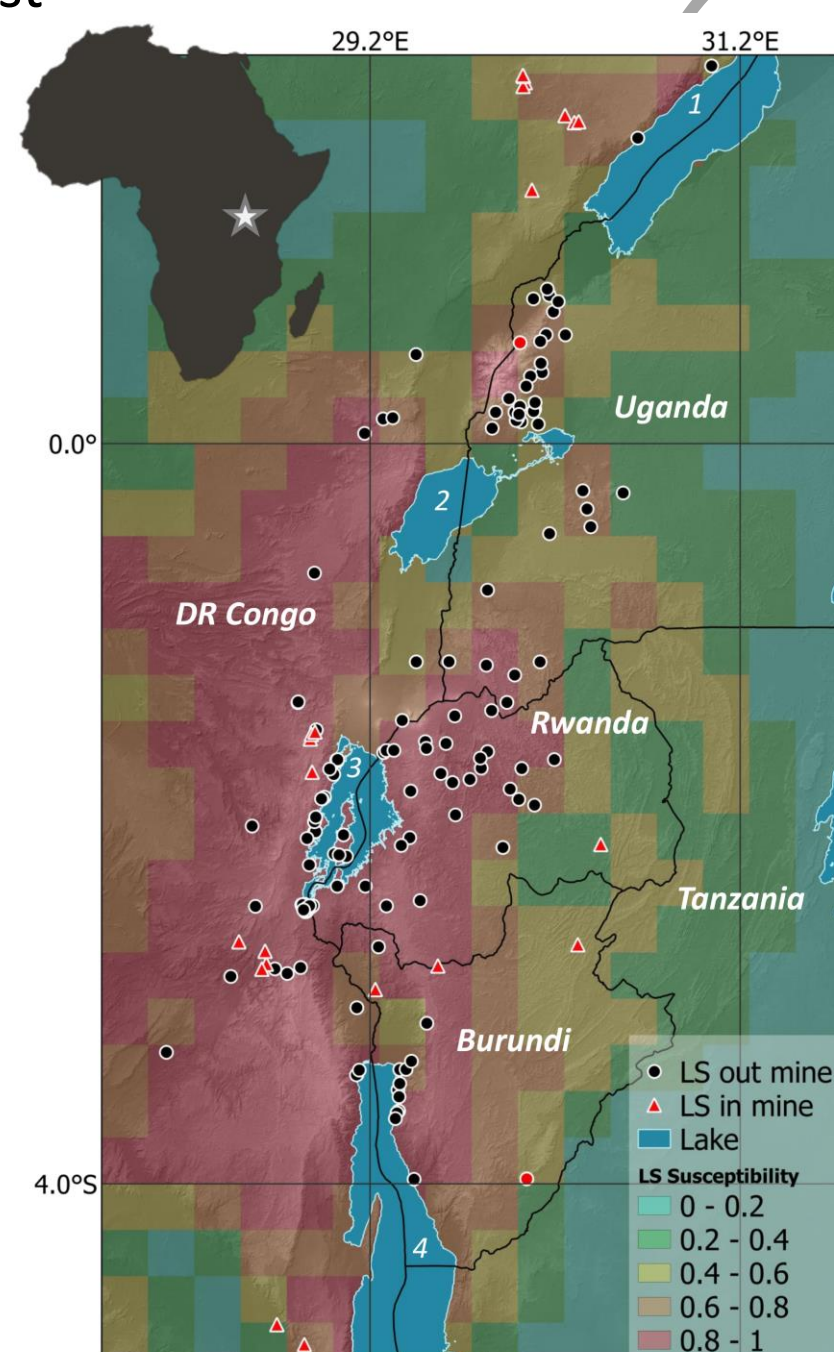 st
29.2°E
31.2°E
1
Uganda
0.0°
2
DR Congo
Rwanda
3
Tanzania
Burundi
LS out mine
LS in mine
Lake
4.0°S
LS Susceptibility
0 - 0.2
0.2 - 0.4
4
0.4 - 0.6
0.6 - 0.8
0.8 - 1